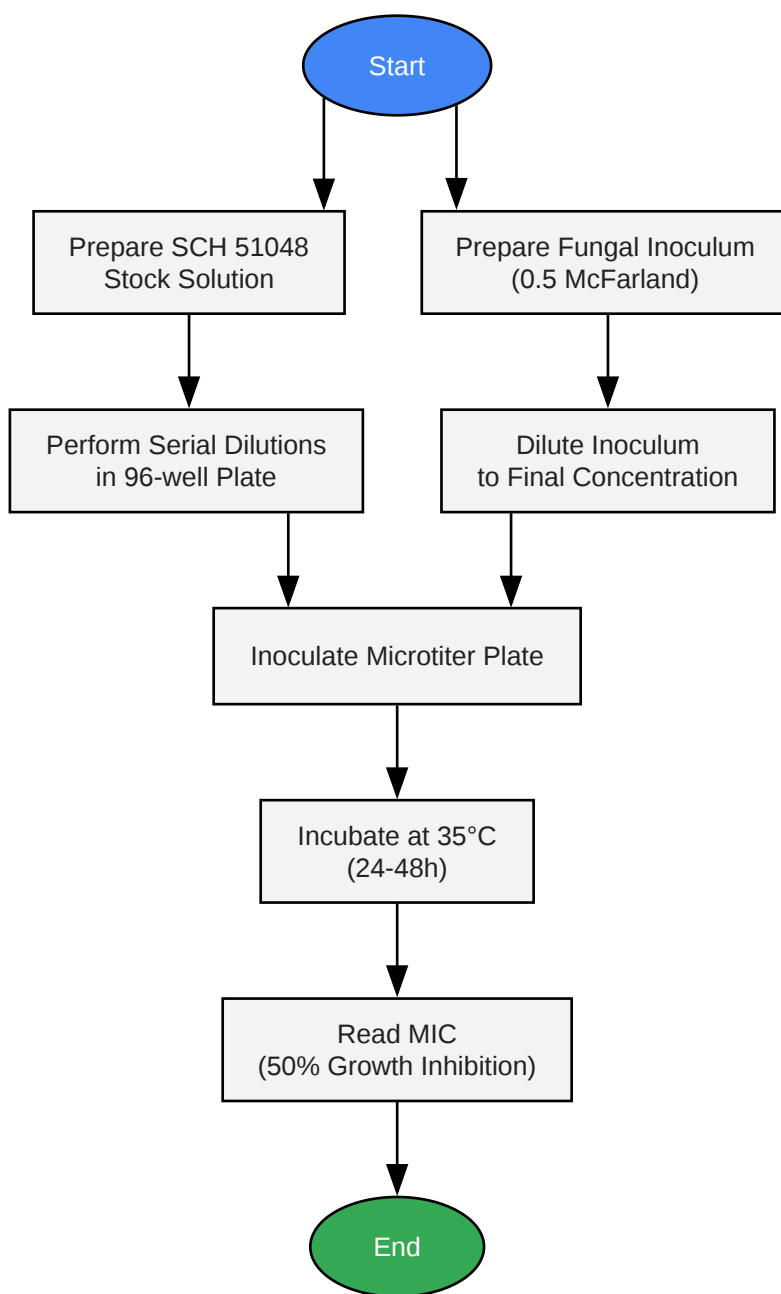 Start
Prepare SCH 51048
Stock Solution
Prepare Fungal Inoculum
(0.5 McFarland)
Perform Serial Dilutions
in 96-well Plate
Dilute Inoculum
to Final Concentration
Inoculate Microtiter Plate
Incubate at 35°C
(24-48h)
Read MIC
(50% Growth Inhibition)
End